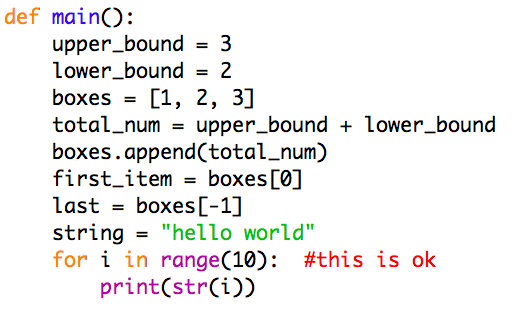 def main():
    upper_bound = 3
    lower_bound = 2
    boxes = [1, 2, 3]
    total_num = upper_bound + lower_bound
    boxes.append(total_num)
    first_item = boxes[0]
    last = boxes[-1]
    string = "hello world"
    for i in range(10):  #this is ok
        print(str(i))